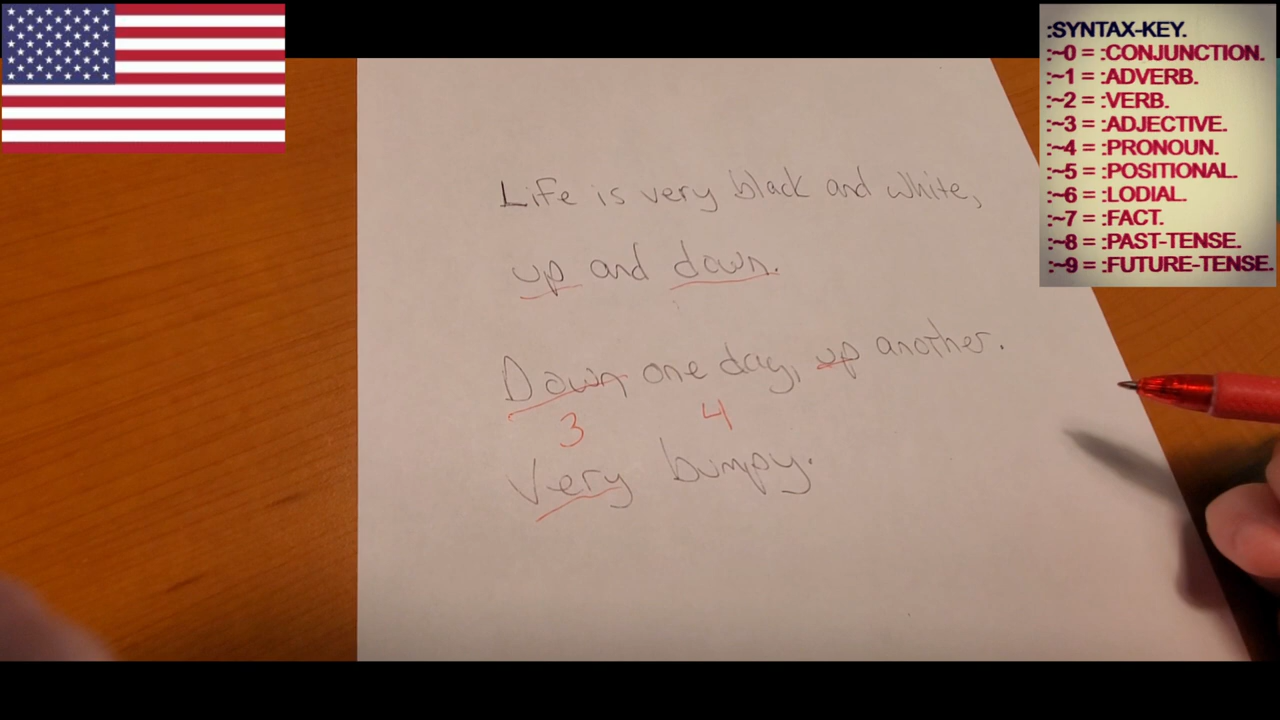 :SYNTAX-KEY.
:~0 = :CONJUNCTION.
:~1 = :ADVERB.
:~2 = :VERB.
:~3 = :ADJECTIVE.
:~4 = :PRONOUN.
:~5 = :POSITIONAL.
:~6 = :LODIAL.
:~7 = :FACT.
:~8 = :PAST-TENSE.
:~9 = :FUTURE-TENSE.
Life is very black and white,
up and down.
Down one day, up another.
3 4
Very bumpy.